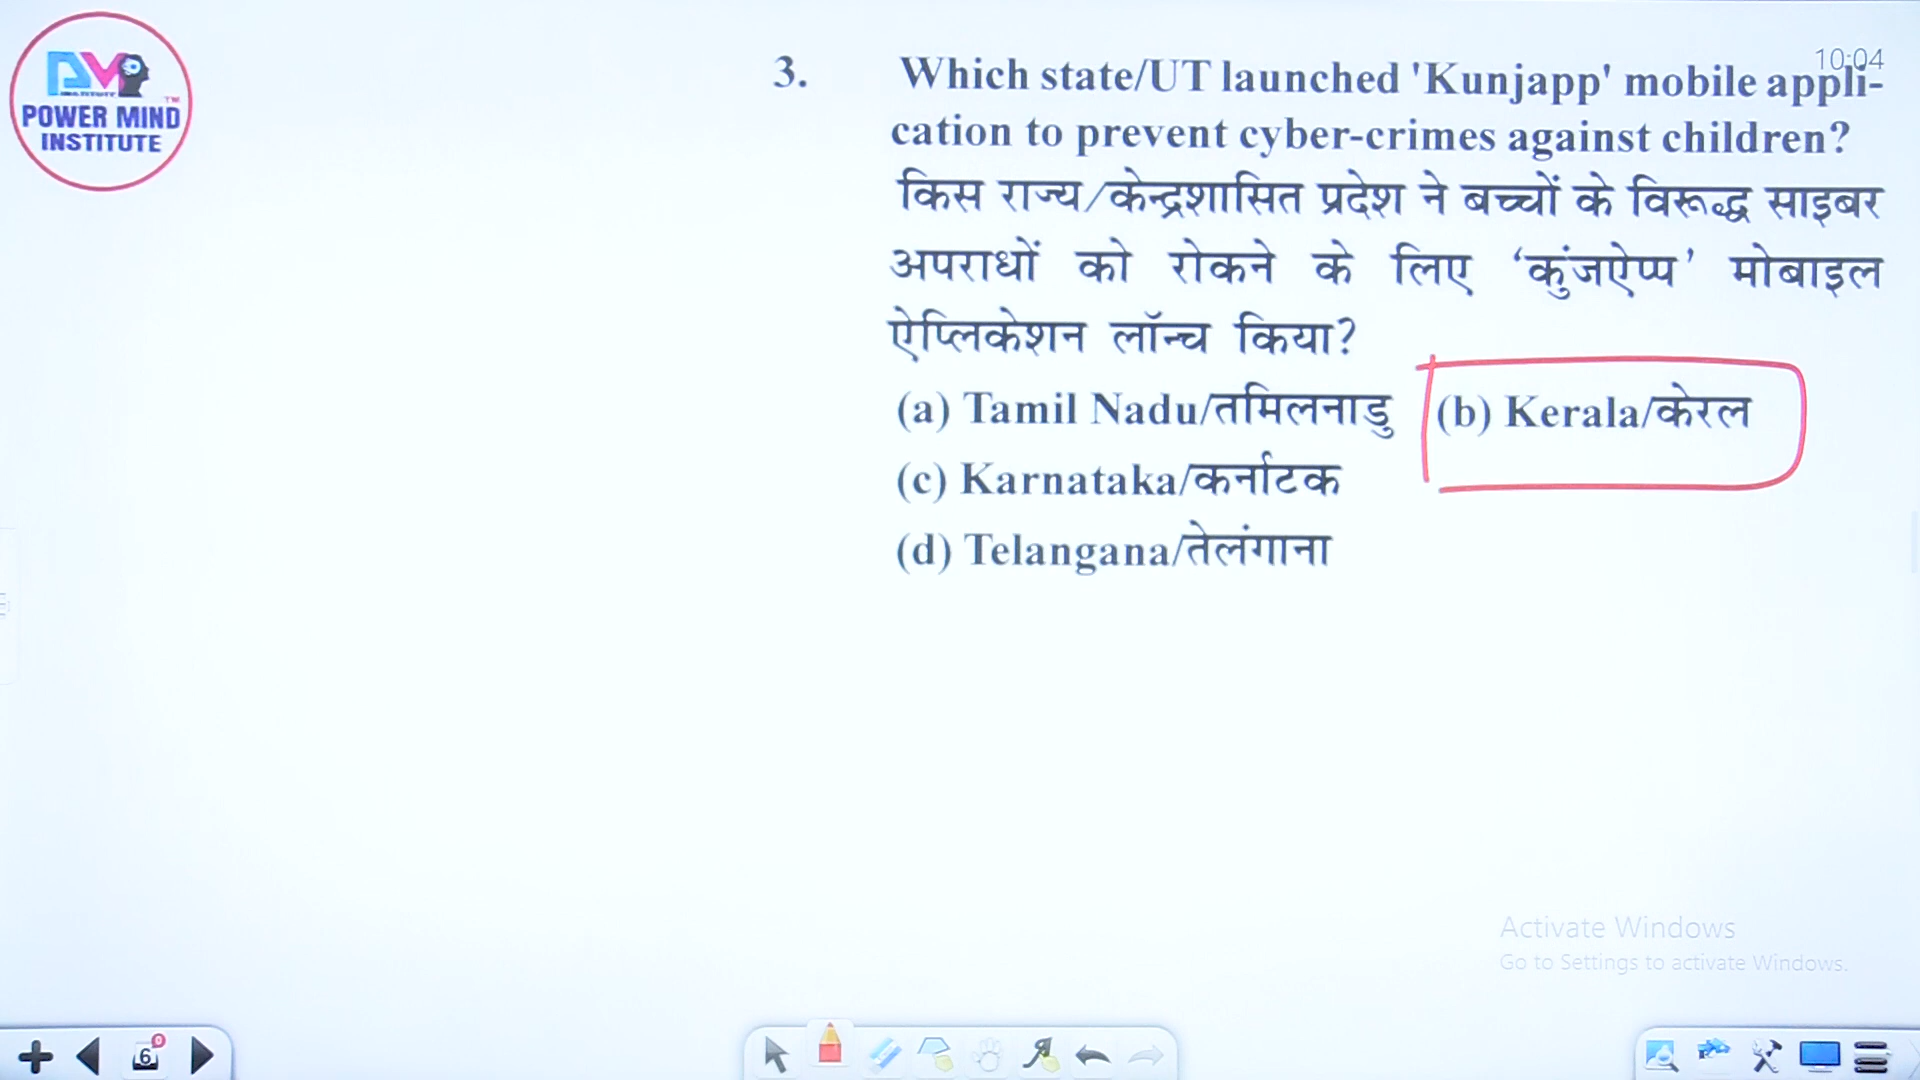 POWER MIND
INSTITUTE
TM
10:04
3. Which state/UT launched 'Kunjapp' mobile appli-
cation to prevent cyber-crimes against children?
किस राज्य/केन्द्रशासित प्रदेश ने बच्चों के विरूद्ध साइबर
अपराधों को रोकने के लिए ‘कुंजऐप्प’ मोबाइल
ऐप्लिकेशन लॉन्च किया?
(a) Tamil Nadu/तमिलनाडु (b) Kerala/केरल
(c) Karnataka/कर्नाटक
(d) Telangana/तेलंगाना
Activate Windows
Go to Settings to activate Windows.
6
0